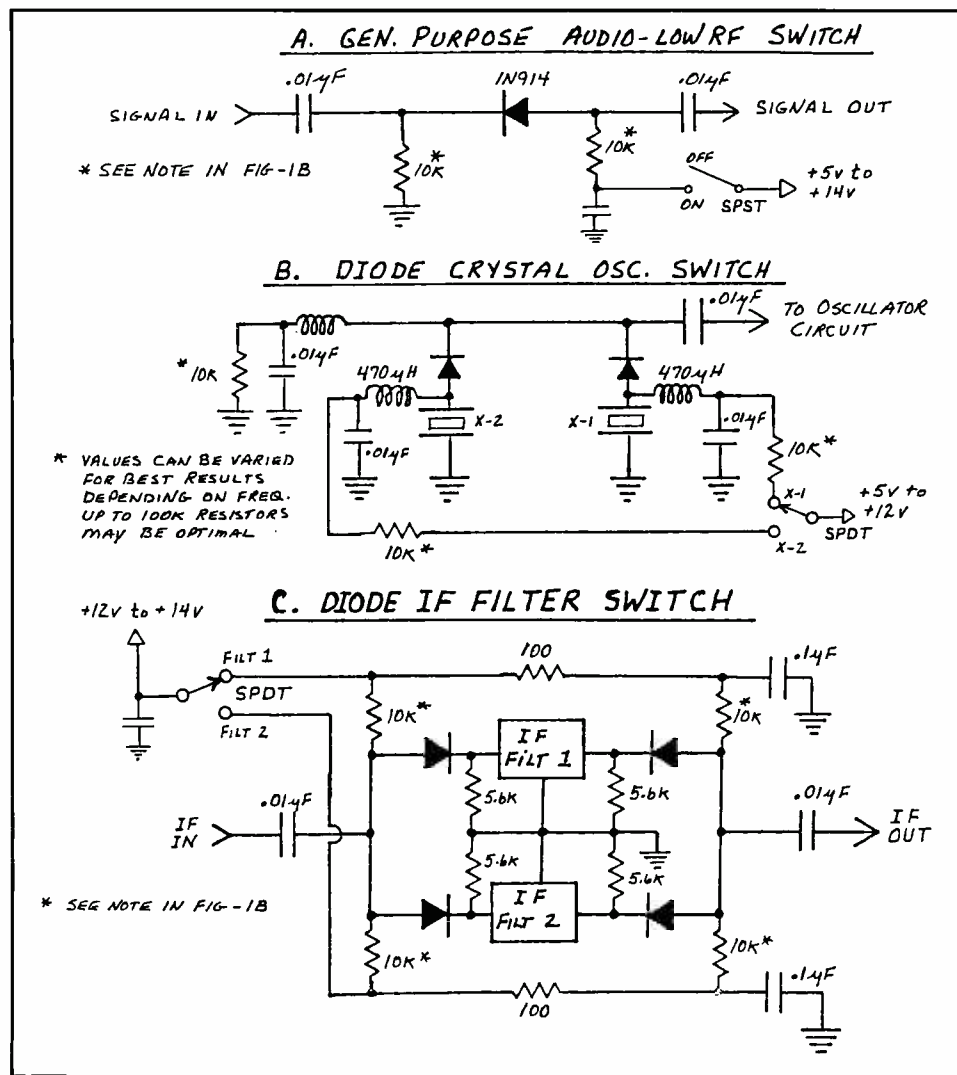 A. GEN. PURPOSE AUDIO-LOW RF SWITCH
.01µF
1N914
.01µF
SIGNAL IN
SIGNAL OUT
10K*
10K*
* SEE NOTE IN FIG-1B
OFF
ON
SPST
+5V to
+14V
B. DIODE CRYSTAL OSC. SWITCH
.01µF
TO OSCILLATOR
CIRCUIT
* 10K
.01µF
470µH
470µH
X-2
X-1
.01µF
.01µF
10K*
* VALUES CAN BE VARIED
FOR BEST RESULTS
DEPENDING ON FREQ.
UP TO 100K RESISTORS
MAY BE OPTIMAL
X-1
+5V to
+12V
SPDT
X-2
10K*
C. DIODE IF FILTER SWITCH
+12V to +14V
FILT 1
SPDT
FILT 2
100
.1µF
10K*
*
10K
IF
FILT 1
5.6K
5.6K
.01µF
IF
IN
.01µF
IF
OUT
5.6K
5.6K
IF
FILT 2
* SEE NOTE IN FIG-1B
10K*
10K*
100
.1µF